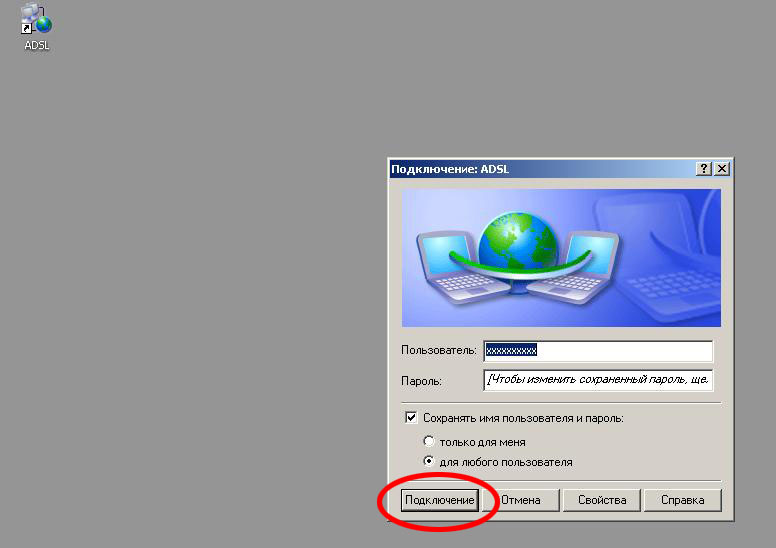 ADSL
Подключение: ADSL
Пользователь: xxxxxxxxxx
Пароль: [Чтобы изменить сохраненный пароль, ще.
Сохранять имя пользователя и пароль:
только для меня
для любого пользователя
Подключение Отмена Свойства Справка